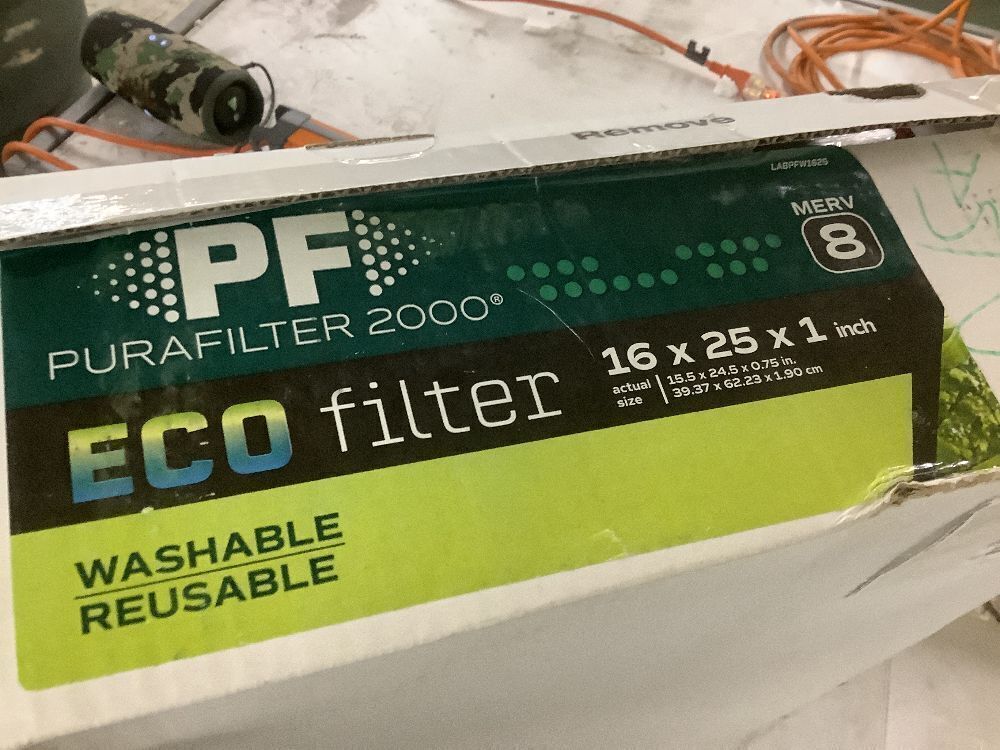 Remove
LABPFW1625
PF
PURAFILTER 2000®
MERV
8
ECO filter
16 x 25 x 1 inch
actual size
15.5 x 24.5 x 0.75 in.
39.37 x 62.23 x 1.90 cm
WASHABLE
REUSABLE